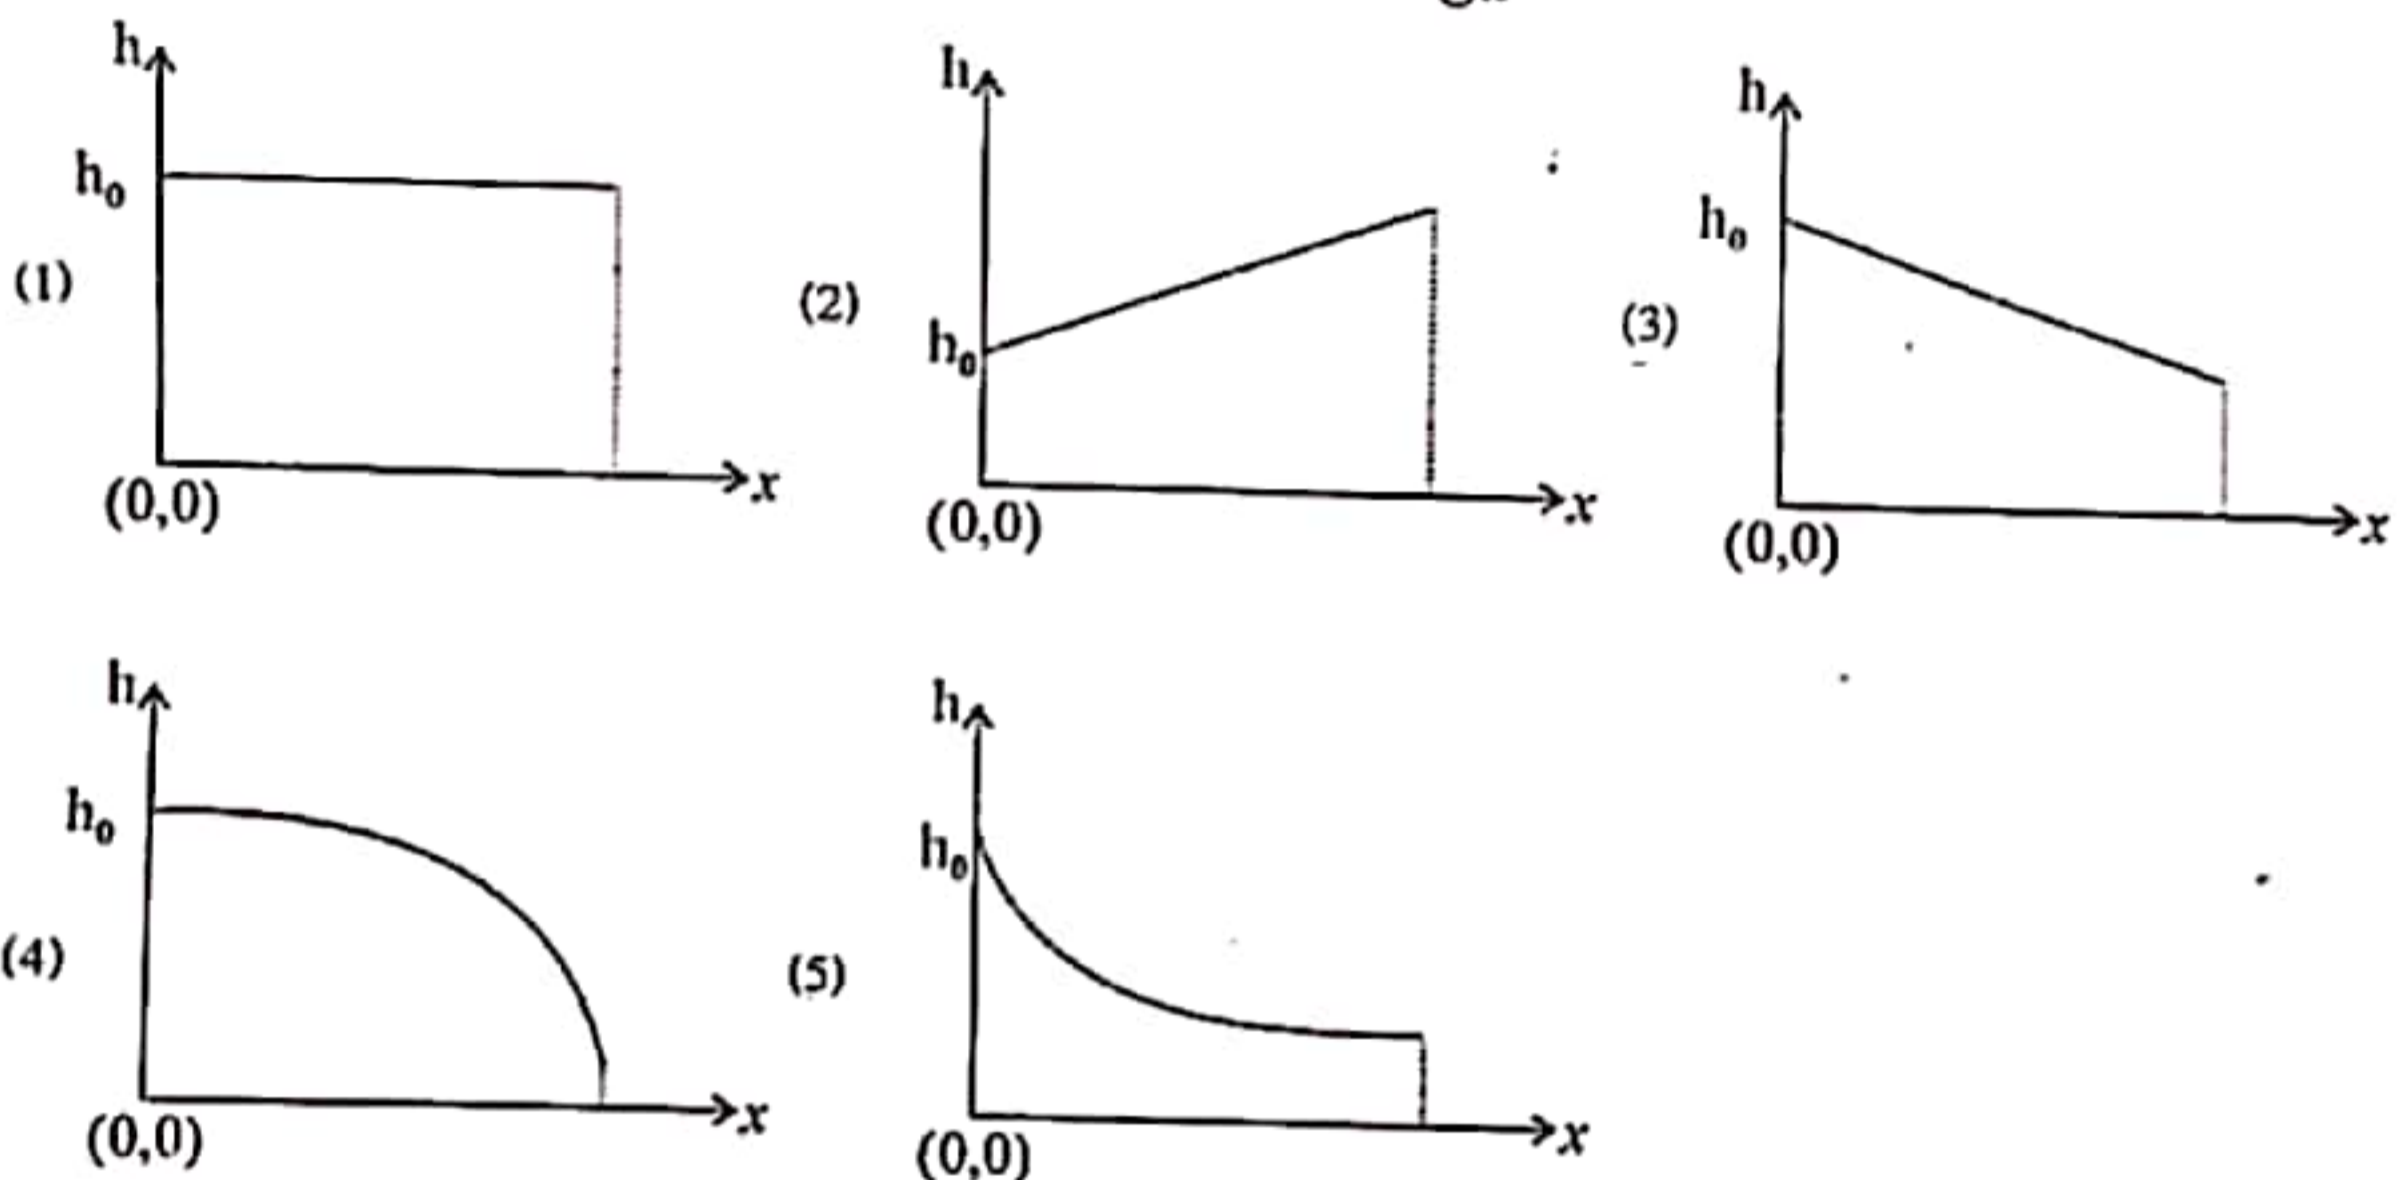 h h h
h₀ h₀ h₀
(1) (2) (3)
x x x
(0,0) (0,0) (0,0)
h h
h₀ h₀
(4) (5)
x x
(0,0) (0,0)